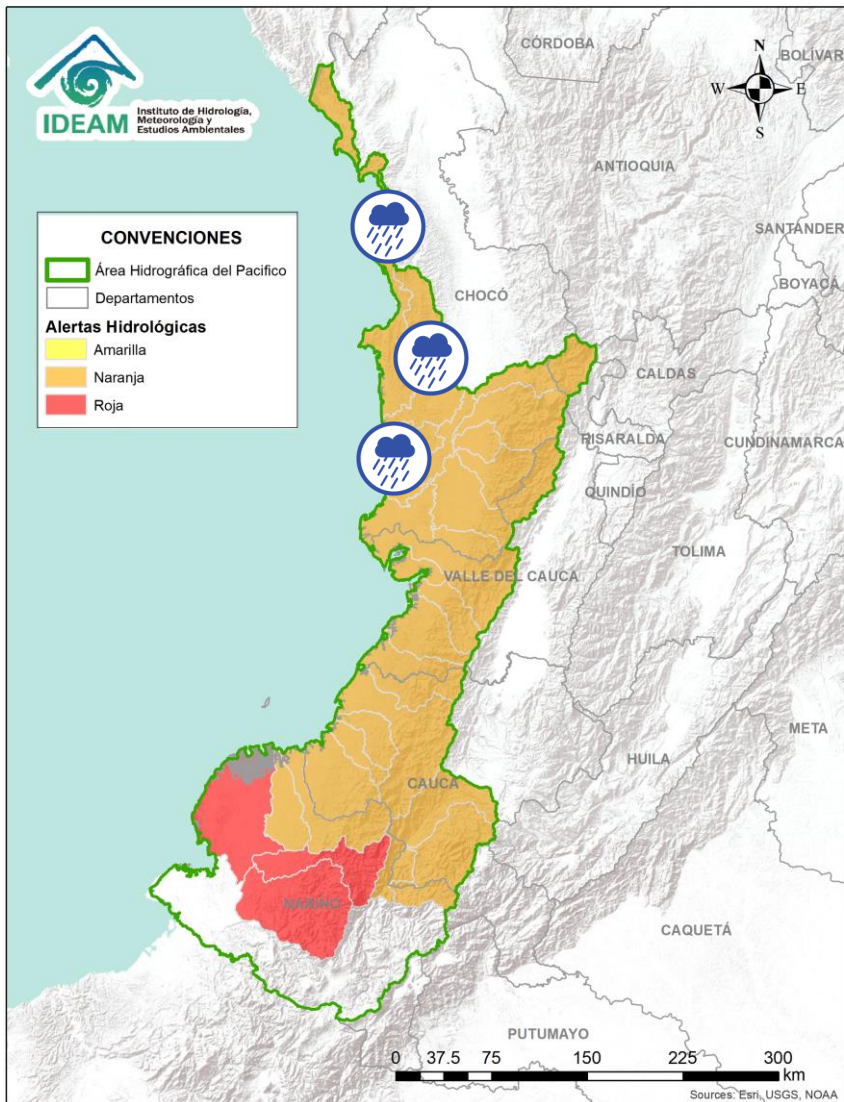 IDEAM
Instituto de Hidrología,
Meteorología y
Estudios Ambientales
CÓRDOBA
BOLÍVAR
N
W
E
S
ANTIOQUIA
SANTANDER
BOYACÁ
CONVENCIONES
Área Hidrográfica del Pacifico
Departamentos
Alertas Hidrológicas
Amarilla
Naranja
Roja
CHOCÓ
CALDAS
RISARALDA
CUNDINAMARCA
QUINDÍO
TOLIMA
VALLE DEL CAUCA
META
HUILA
CAUCA
NARIÑO
CAQUETÁ
PUTUMAYO
0 37.5 75 150 225 300
km
Sources: Esri, USGS, NOAA